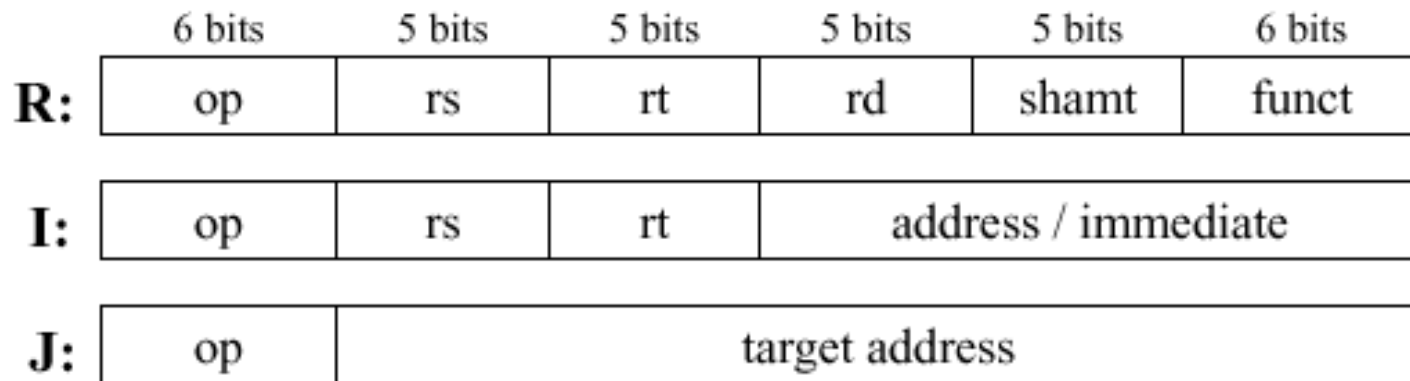 6 bits 5 bits 5 bits 5 bits 5 bits 6 bits
R: op rs rt rd shamt funct
I: op rs rt address / immediate
J: op target address